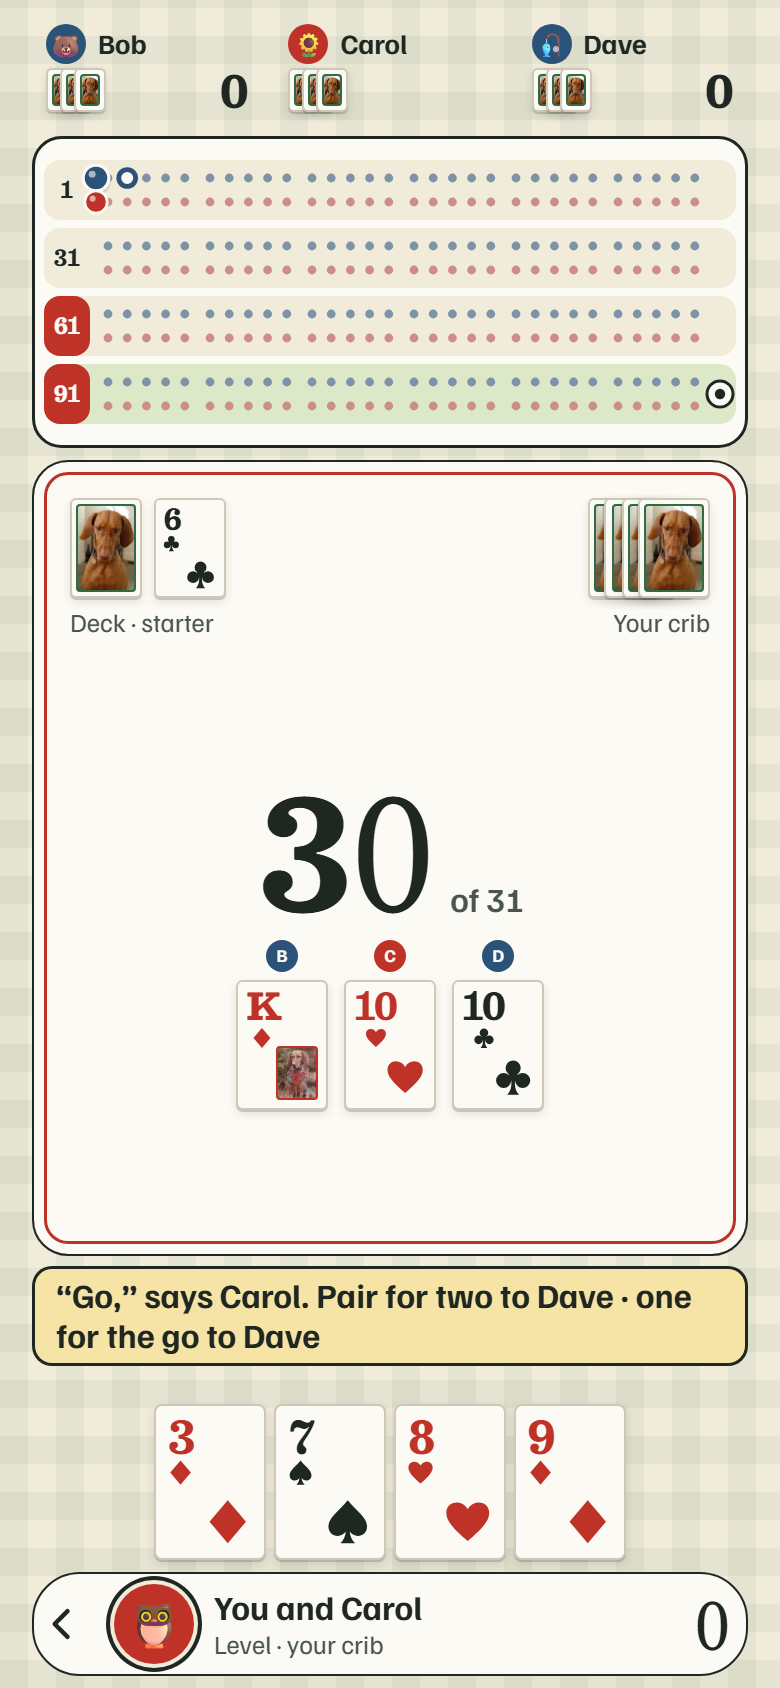 Bob
Carol
Dave
0
0
1
31
61
91
6
Deck · starter
Your crib
30 of 31
B
C
D
K
10
10
“Go,” says Carol. Pair for two to Dave · one
for the go to Dave
3
7
8
9
You and Carol
Level · your crib
0